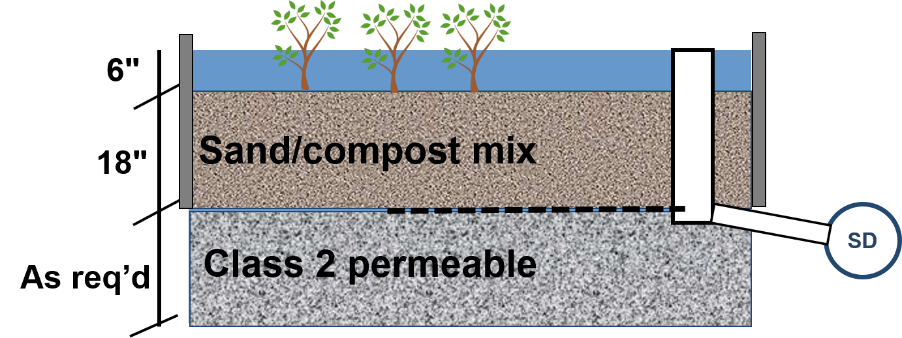 6"
18"
Sand/compost mix
SD
As req’d
Class 2 permeable